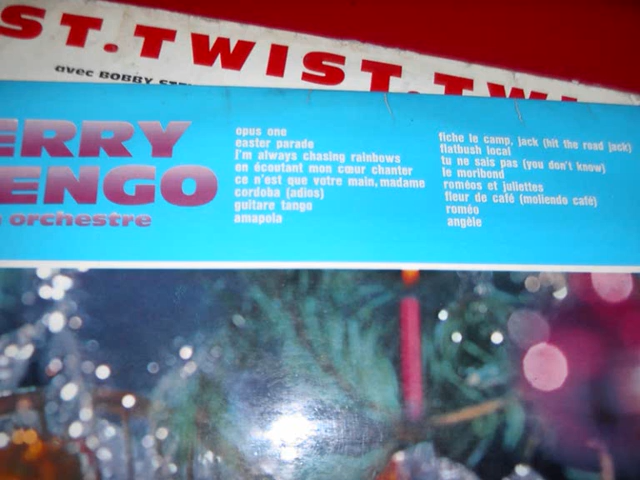 ST.TWIST.TWI
avec BOBBY
ERRY
ENGO
orchestre
opus one
easter parade
i'm always chasing rainbows
en écoutant mon cœur chanter
ce n'est que votre main, madame
cordoba (adios)
guitare tango
amapola
fiche le camp, jack (hit the road jack)
flatbush local
tu ne sais pas (you don't know)
le moribond
roméos et juliettes
fleur de café (moliendo café)
roméo
angèle